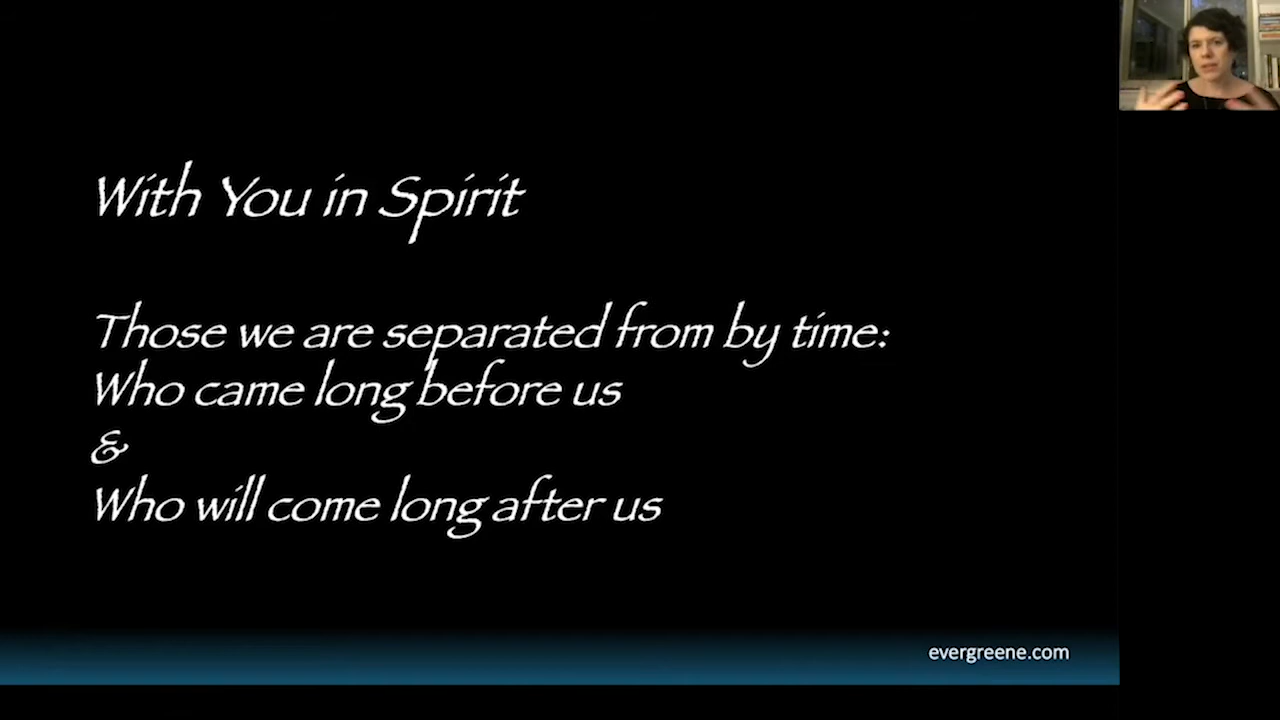 With You in Spirit
Those we are separated from by time:
Who came long before us
&
Who will come long after us
evergreene.com